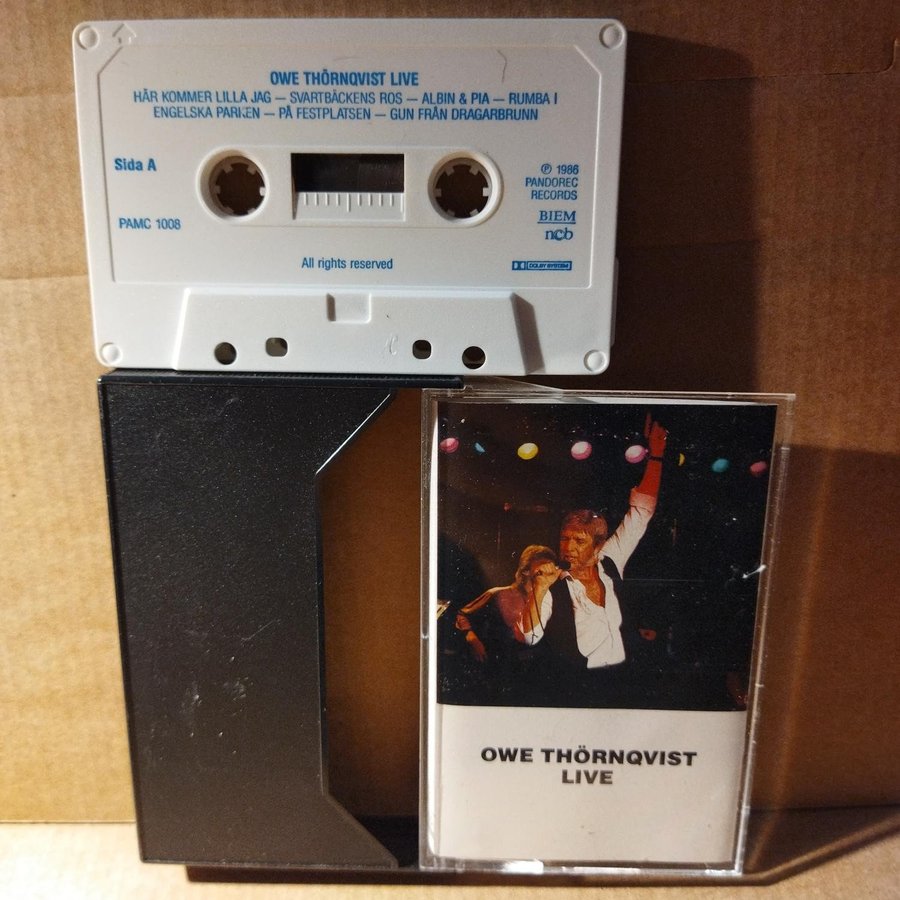 OWE THÖRNQVIST LIVE
HÄR KOMMER LILLA JAG – SVARTBÄCKENS ROS – ALBIN & PIA – RUMBA I
ENGELSKA PARKEN – PÅ FESTPLATSEN – GUN FRÅN DRAGARBRUNN
Sida A
℗ 1986
PANDOREC
RECORDS
BIEM
ncb
PAMC 1008
All rights reserved
DOLBY SYSTEM
OWE THÖRNQVIST
LIVE